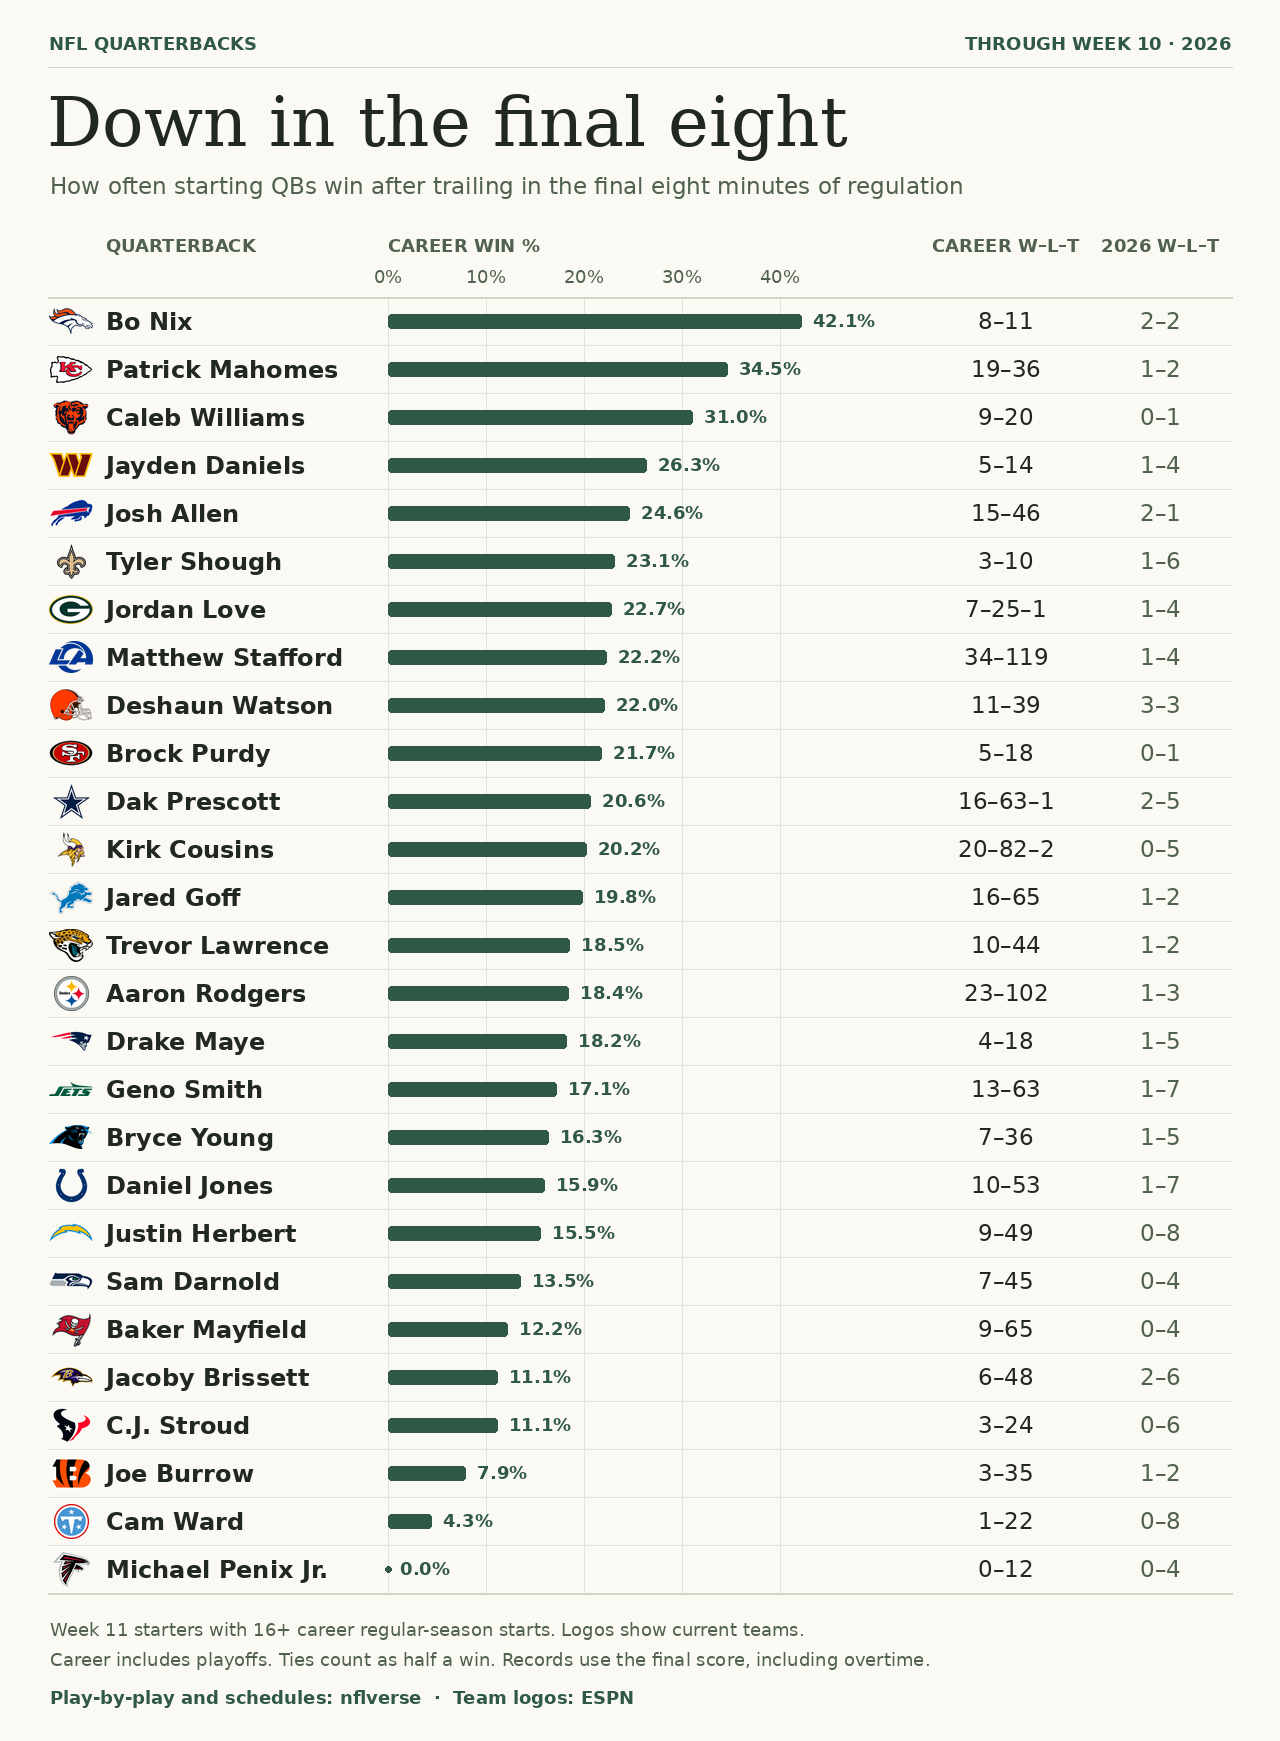 NFL QUARTERBACKS THROUGH WEEK 10 · 2026
Down in the final eight
How often starting QBs win after trailing in the final eight minutes of regulation
QUARTERBACK CAREER WIN % CAREER W–L–T 2026 W–L–T
0% 10% 20% 30% 40%
Bo Nix 42.1% 8–11 2–2
Patrick Mahomes 34.5% 19–36 1–2
Caleb Williams 31.0% 9–20 0–1
Jayden Daniels 26.3% 5–14 1–4
Josh Allen 24.6% 15–46 2–1
Tyler Shough 23.1% 3–10 1–6
Jordan Love 22.7% 7–25–1 1–4
Matthew Stafford 22.2% 34–119 1–4
Deshaun Watson 22.0% 11–39 3–3
Brock Purdy 21.7% 5–18 0–1
Dak Prescott 20.6% 16–63–1 2–5
Kirk Cousins 20.2% 20–82–2 0–5
Jared Goff 19.8% 16–65 1–2
Trevor Lawrence 18.5% 10–44 1–2
Aaron Rodgers 18.4% 23–102 1–3
Drake Maye 18.2% 4–18 1–5
JETS Geno Smith 17.1% 13–63 1–7
Bryce Young 16.3% 7–36 1–5
Daniel Jones 15.9% 10–53 1–7
Justin Herbert 15.5% 9–49 0–8
Sam Darnold 13.5% 7–45 0–4
Baker Mayfield 12.2% 9–65 0–4
Jacoby Brissett 11.1% 6–48 2–6
C.J. Stroud 11.1% 3–24 0–6
Joe Burrow 7.9% 3–35 1–2
Cam Ward 4.3% 1–22 0–8
Michael Penix Jr. 0.0% 0–12 0–4
Week 11 starters with 16+ career regular-season starts. Logos show current teams.
Career includes playoffs. Ties count as half a win. Records use the final score, including overtime.
Play-by-play and schedules: nflverse · Team logos: ESPN